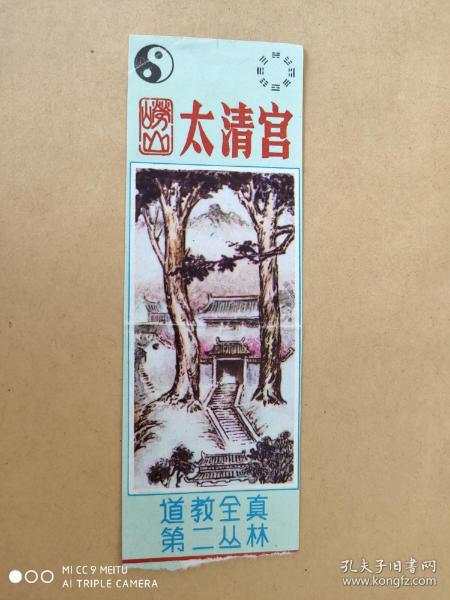 崂山
太清宫
道教全真
第二丛林
MI CC 9 MEITU
AI TRIPLE CAMERA
孔夫子旧书网
www.kongfz.com